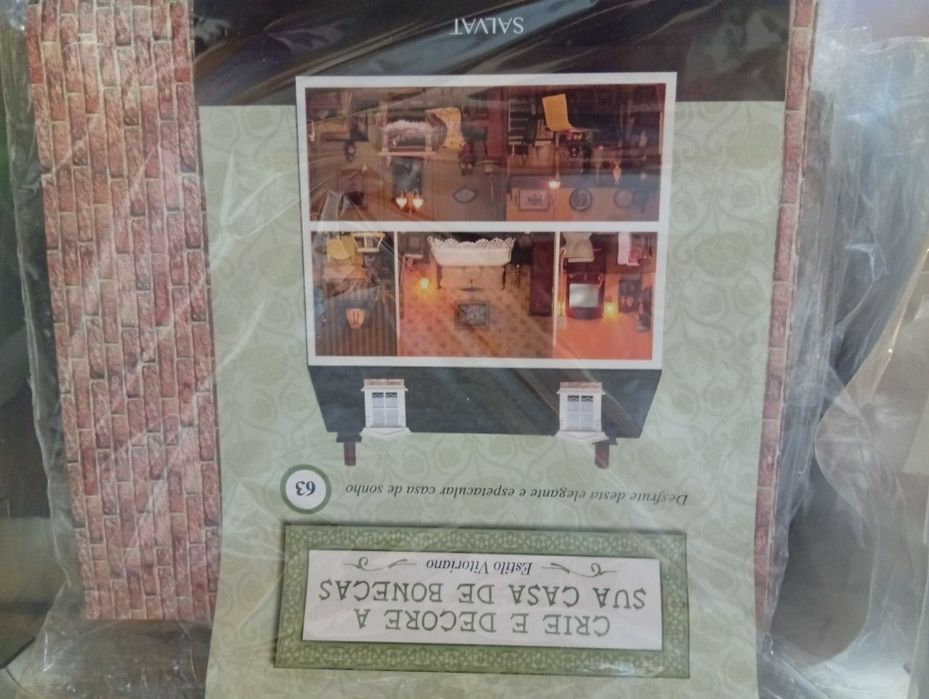 CRIE E DECORE A
SUA CASA DE BONECAS
Estilo Vitoriano
Desfrute desta elegante e espetacular casa de sonho
63
SALVAT